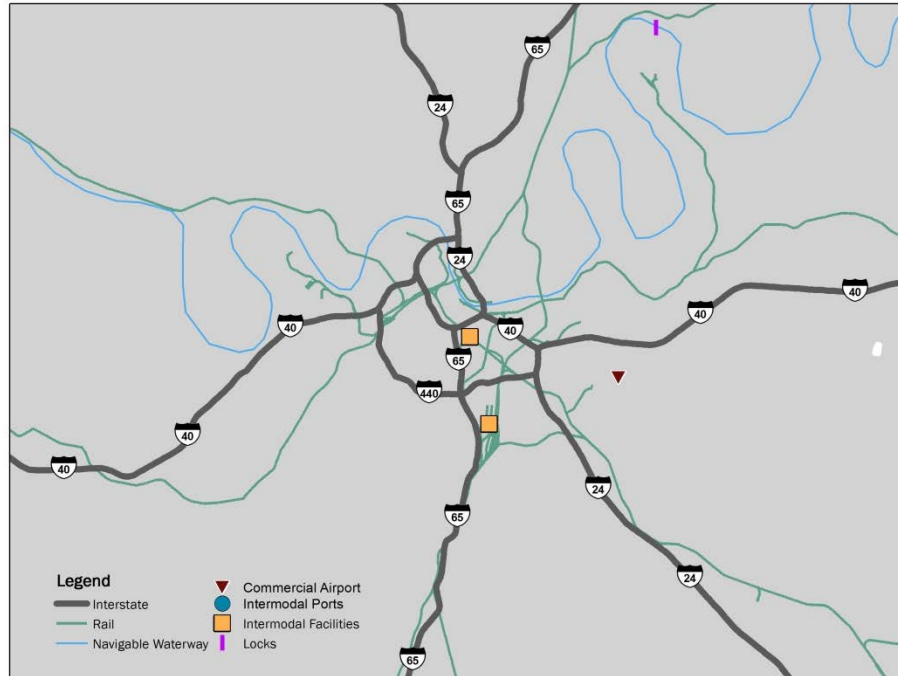 65
24
65
24
40
40
40
40
65
440
40
40
24
65
24
65
Legend
Interstate
Rail
Navigable Waterway
Commercial Airport
Intermodal Ports
Intermodal Facilities
Locks